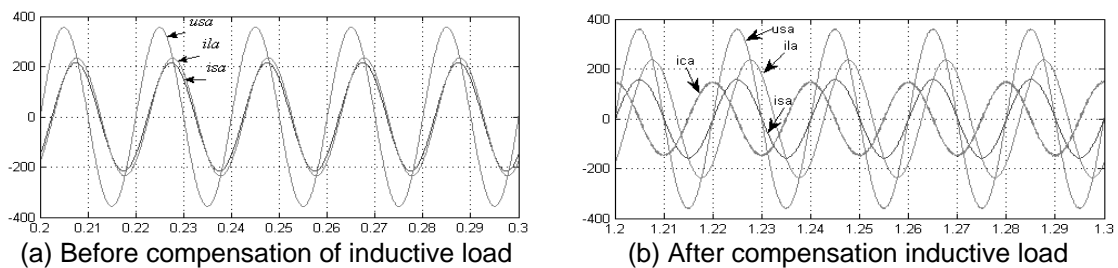 400
200
0
-200
-400
usa
ila
isa
0.2 0.21 0.22 0.23 0.24 0.25 0.26 0.27 0.28 0.29 0.3
(a) Before compensation of inductive load
400
200
0
-200
-400
usa
ila
ica
isa
1.2 1.21 1.22 1.23 1.24 1.25 1.26 1.27 1.28 1.29 1.3
(b) After compensation inductive load